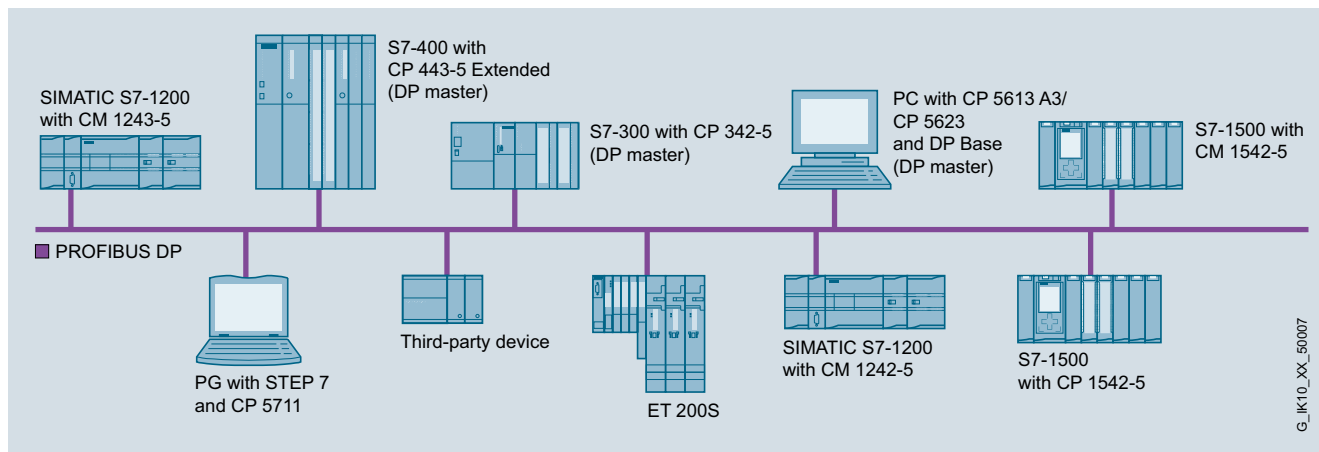 S7-400 with
CP 443-5 Extended
(DP master)
SIMATIC S7-1200
with CM 1243-5
S7-300 with CP 342-5
(DP master)
PC with CP 5613 A3/
CP 5623
and DP Base
(DP master)
S7-1500 with
CM 1542-5
PROFIBUS DP
PG with STEP 7
and CP 5711
Third-party device
ET 200S
SIMATIC S7-1200
with CM 1242-5
S7-1500
with CP 1542-5
G_IK10_XX_50007